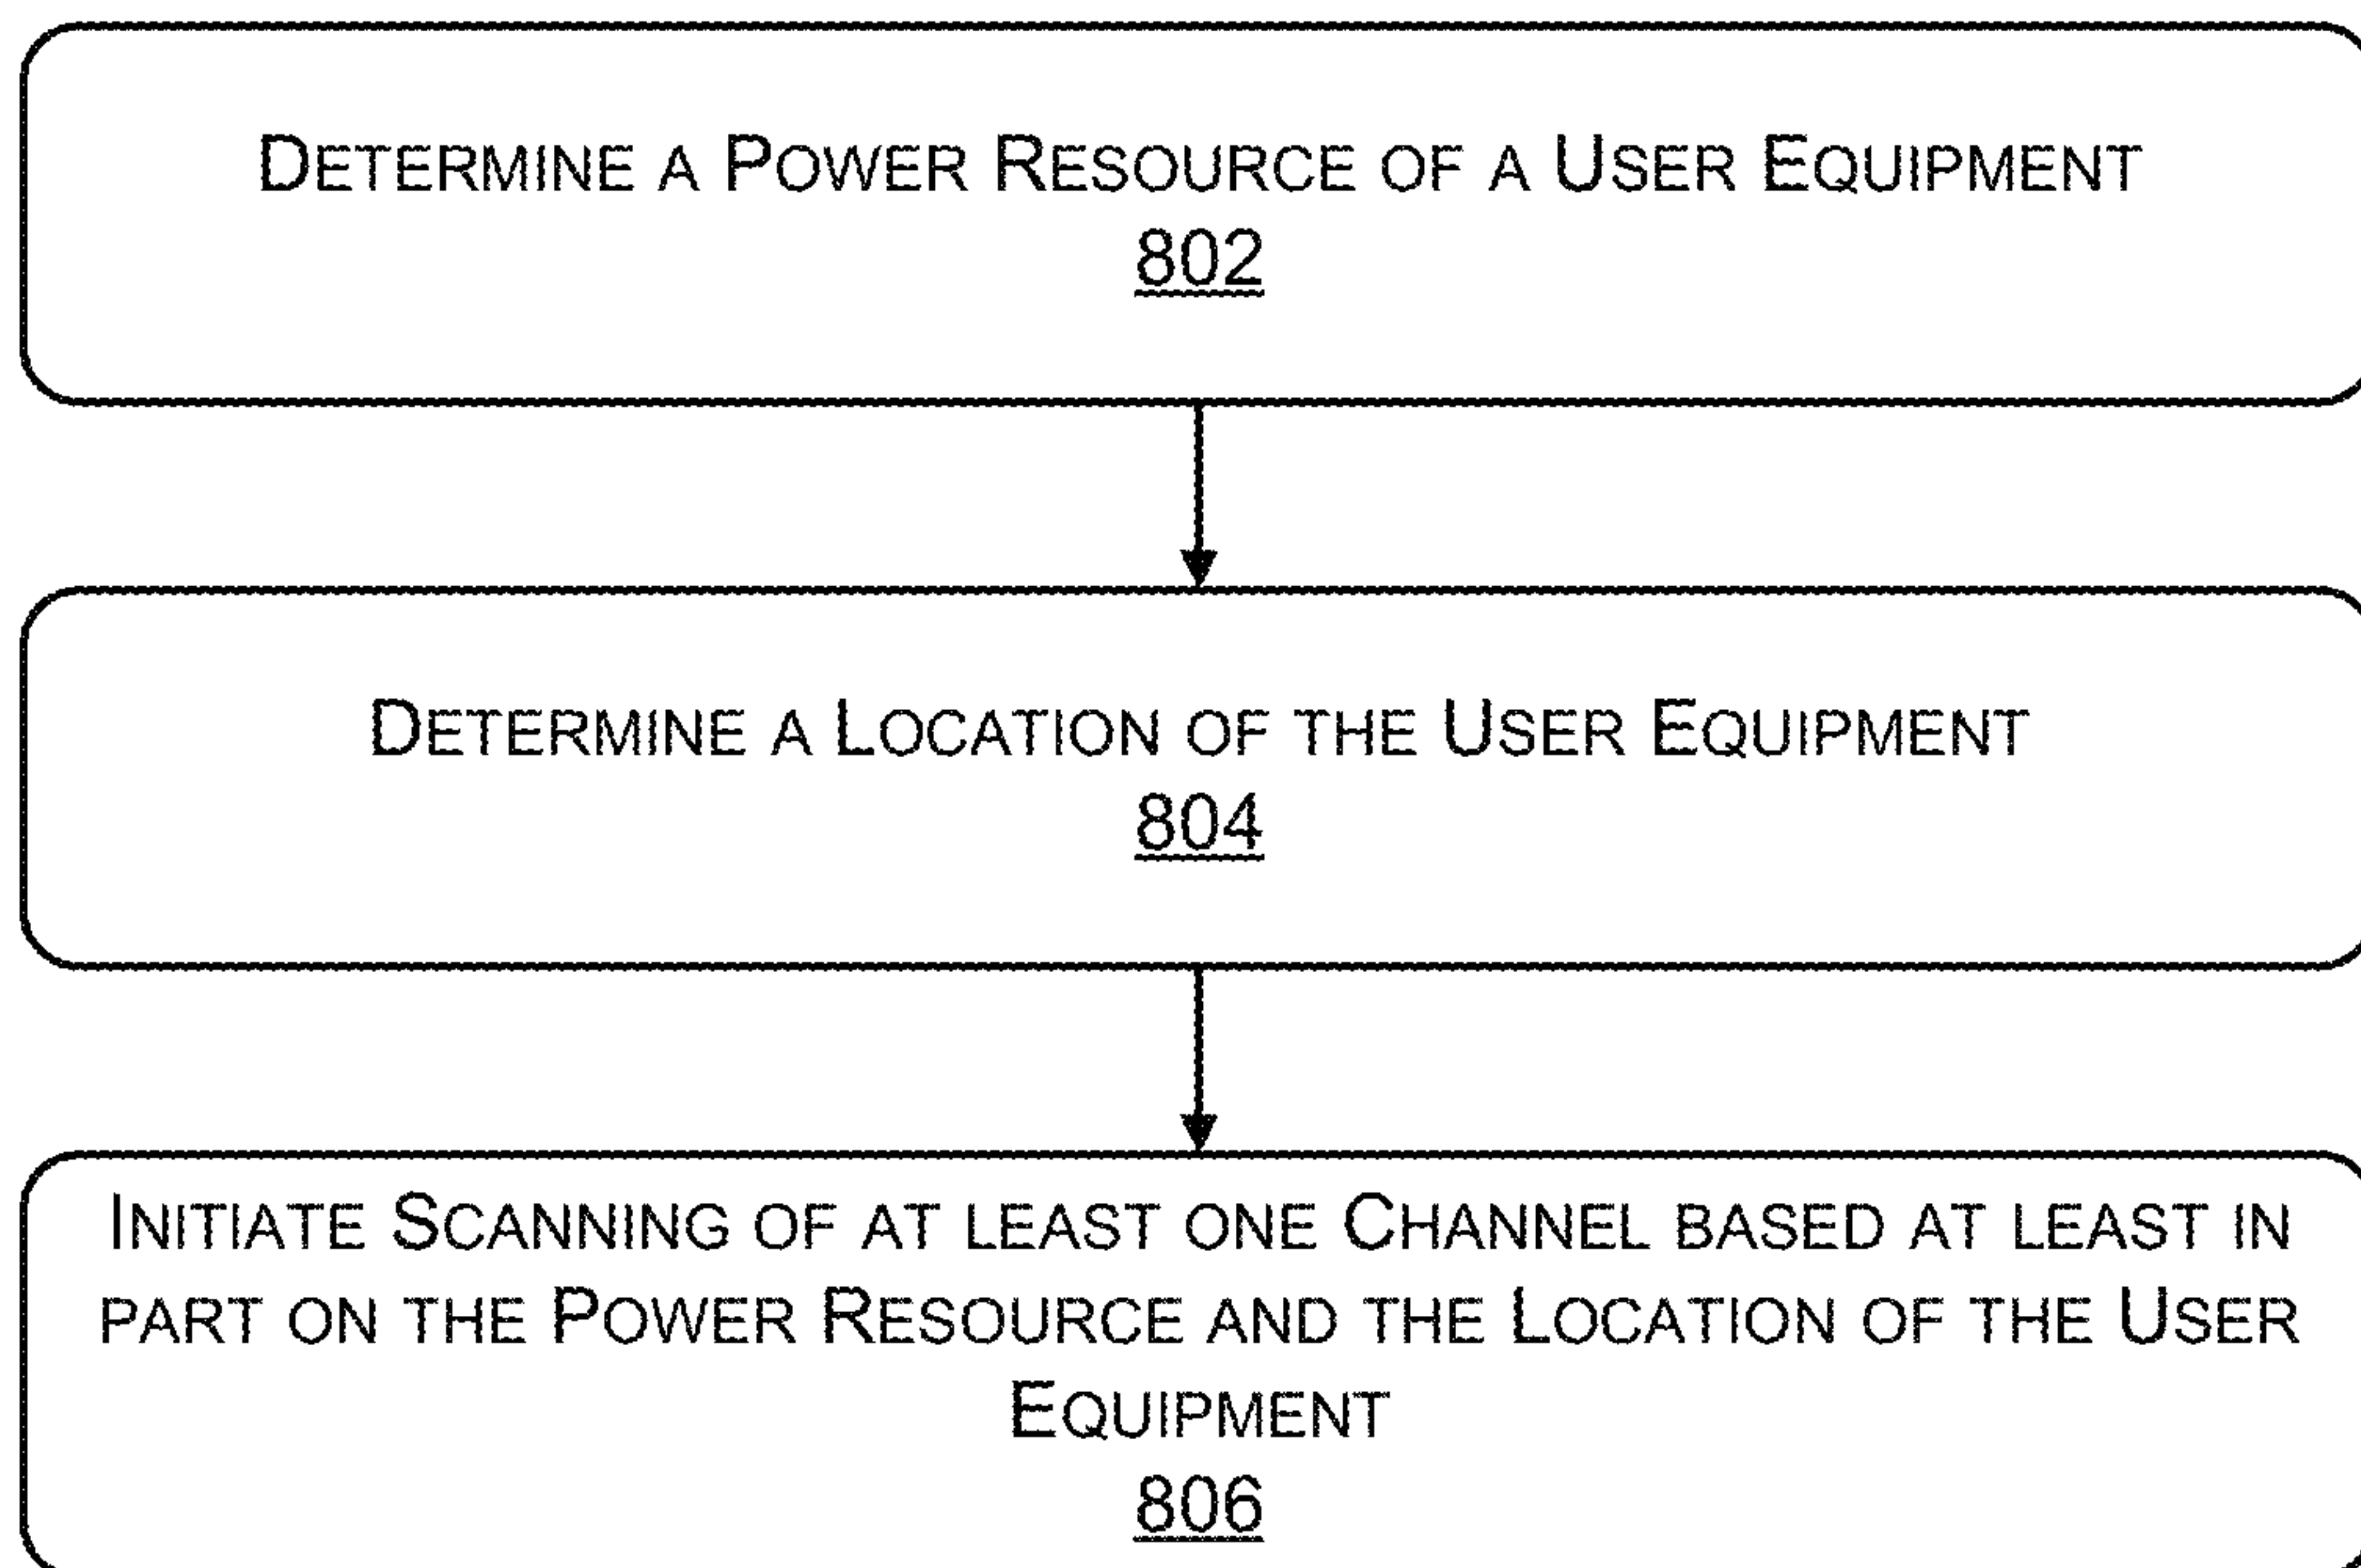 DETERMINE A POWER RESOURCE OF A USER EQUIPMENT
802
DETERMINE A LOCATION OF THE USER EQUIPMENT
804
INITIATE SCANNING OF AT LEAST ONE CHANNEL BASED AT LEAST IN
PART ON THE POWER RESOURCE AND THE LOCATION OF THE USER
EQUIPMENT
806